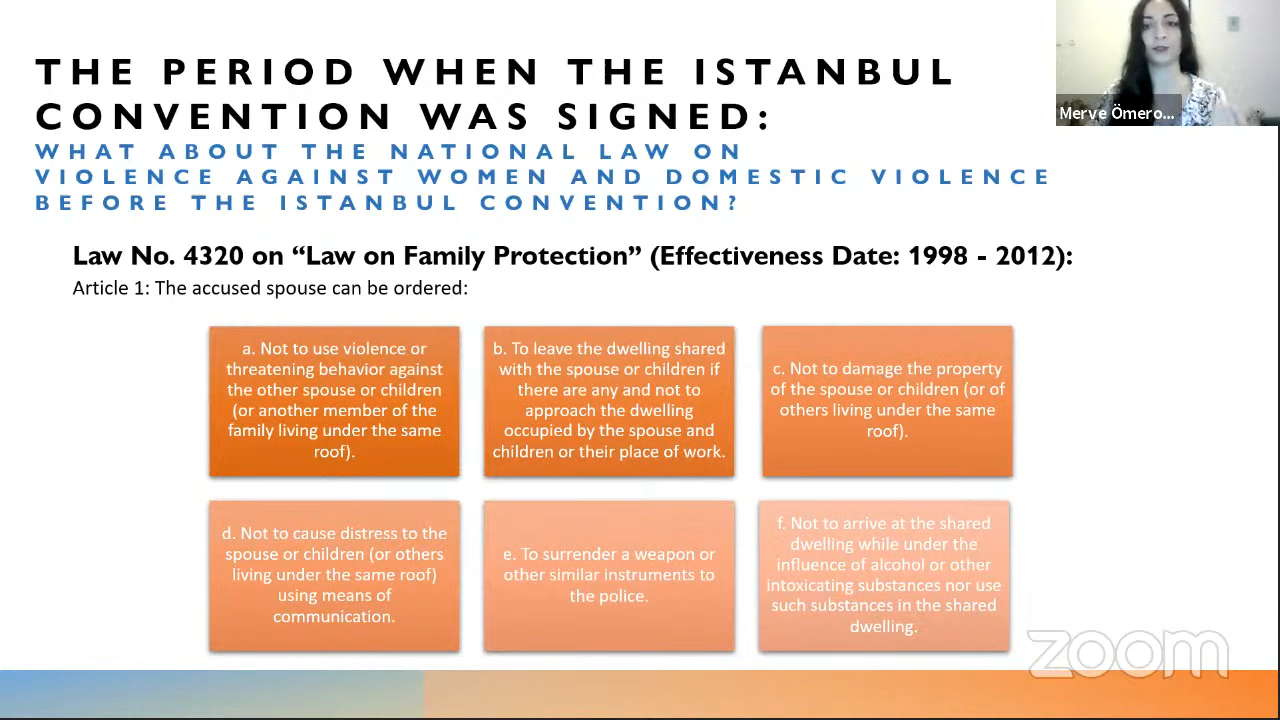 THE PERIOD WHEN THE ISTANBUL
CONVENTION WAS SIGNED:
WHAT ABOUT THE NATIONAL LAW ON
VIOLENCE AGAINST WOMEN AND DOMESTIC VIOLENCE
BEFORE THE ISTANBUL CONVENTION?
Merve Ömero...
Law No. 4320 on “Law on Family Protection” (Effectiveness Date: 1998 - 2012):
Article 1: The accused spouse can be ordered:
a. Not to use violence or
threatening behavior against
the other spouse or children
(or another member of the
family living under the same
roof).
b. To leave the dwelling shared
with the spouse or children if
there are any and not to
approach the dwelling
occupied by the spouse and
children or their place of work.
c. Not to damage the property
of the spouse or children (or of
others living under the same
roof).
d. Not to cause distress to the
spouse or children (or others
living under the same roof)
using means of
communication.
e. To surrender a weapon or
other similar instruments to
the police.
f. Not to arrive at the shared
dwelling while under the
influence of alcohol or other
intoxicating substances nor use
such substances in the shared
dwelling.
zoom